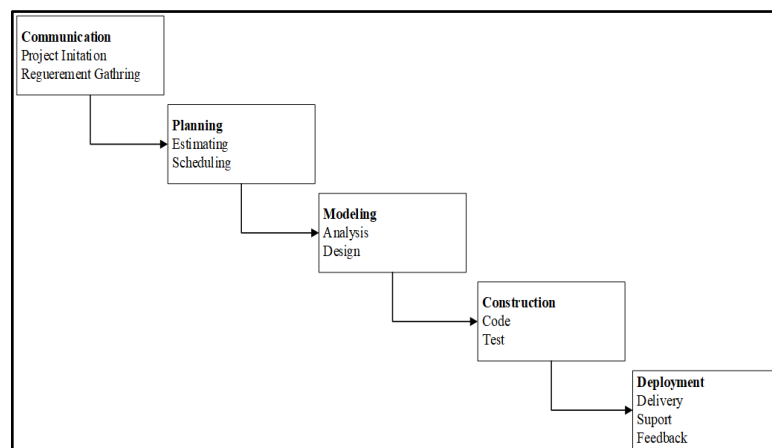 Communication
Project Initation
Reguerement Gathring
Planning
Estimating
Scheduling
Modeling
Analysis
Design
Construction
Code
Test
Deployment
Delivery
Suport
Feedback